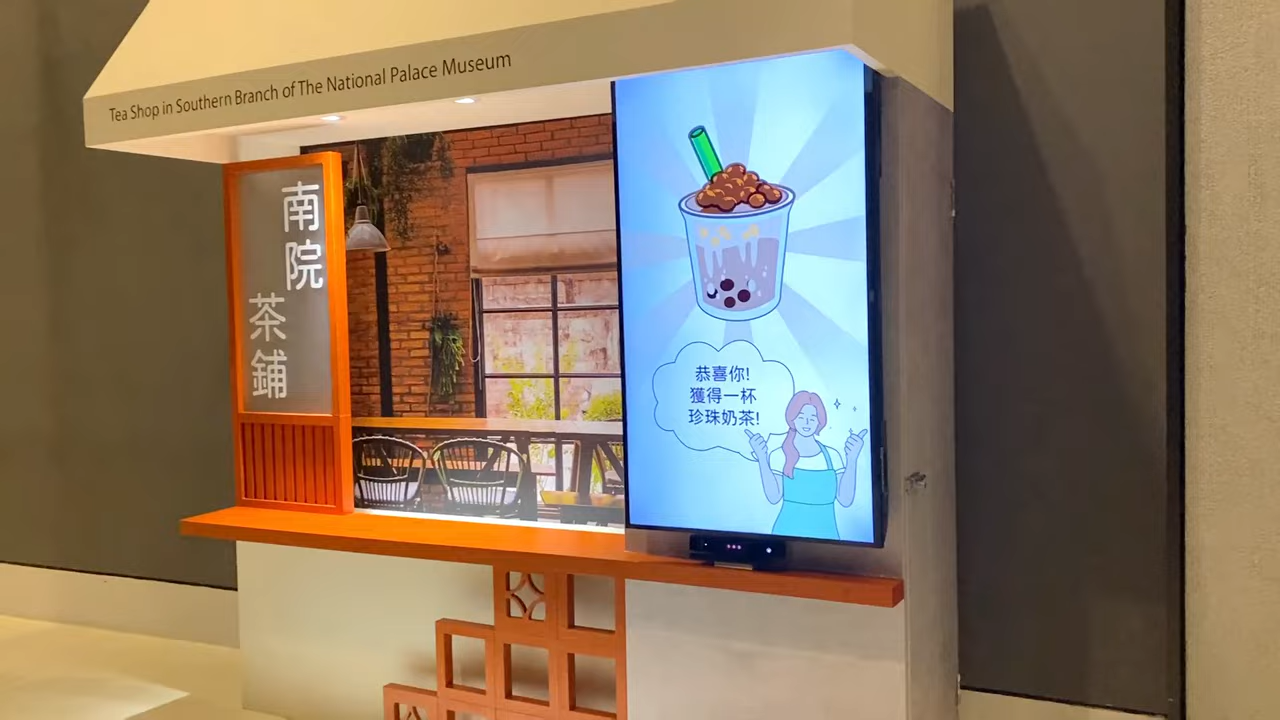 Tea Shop in Southern Branch of The National Palace Museum
南院
茶鋪
恭喜你!
獲得一杯
珍珠奶茶!